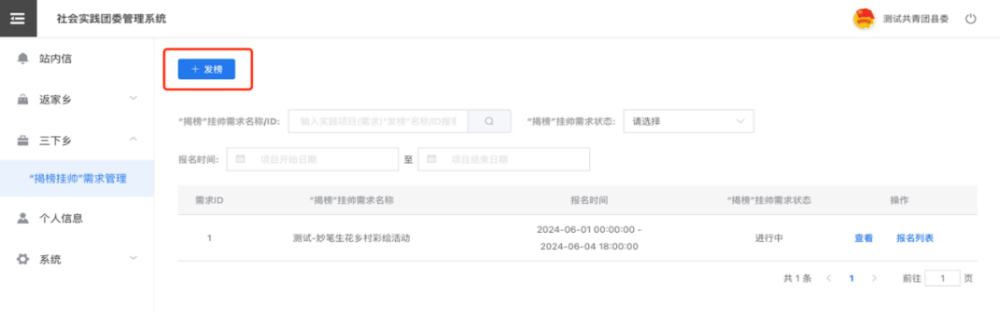 社会实践团委管理系统
测试共青团县委
站内信
返家乡
三下乡
“揭榜挂帅”需求管理
个人信息
系统
+ 发榜
“揭榜”挂帅需求名称/ID:
输入实践项目(需求)“发榜”名称/ID搜索
“揭榜”挂帅需求状态:
请选择
报名时间:
项目开始日期
至
项目结束日期
需求ID
“揭榜”挂帅需求名称
报名时间
“揭榜”挂帅需求状态
操作
1
测试-妙笔生花乡村彩绘活动
2024-06-01 00:00:00 -
2024-06-04 18:00:00
进行中
查看
报名列表
共 1 条
1
前往
1
页